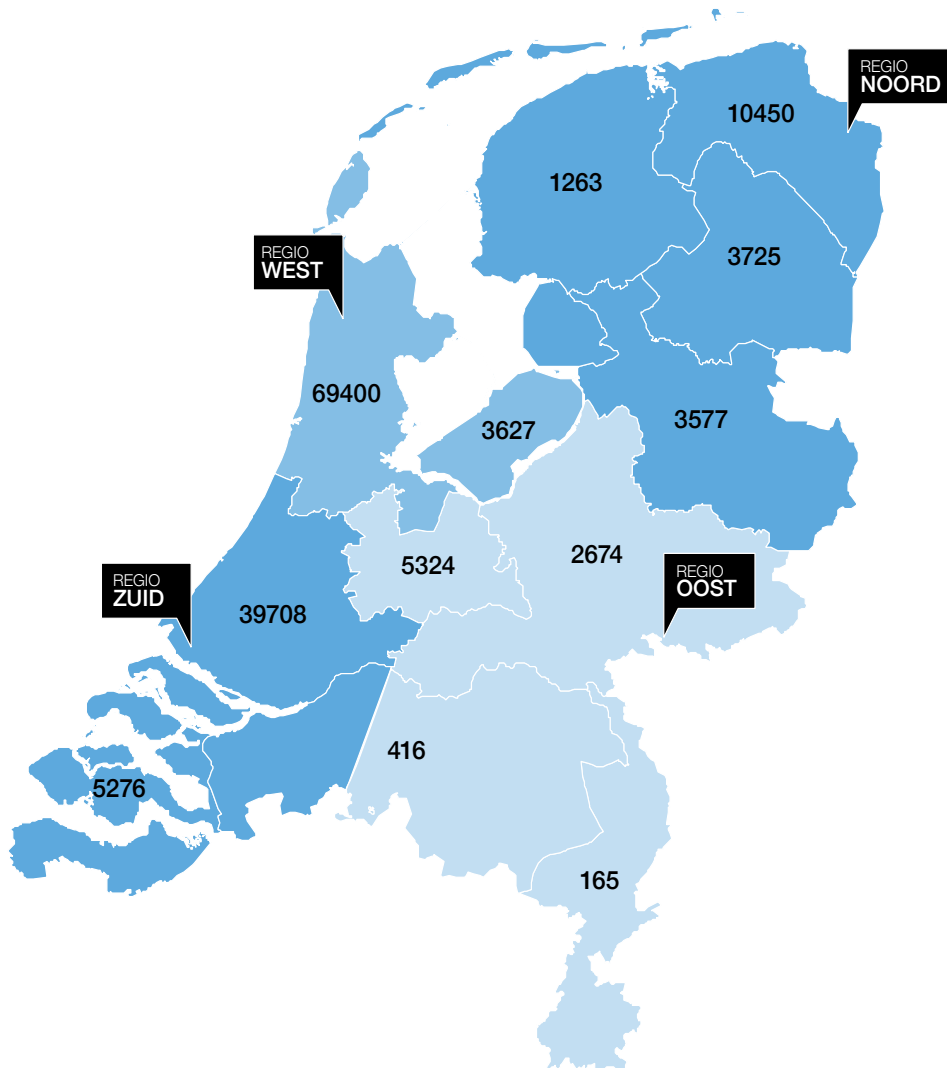 REGIO
NOORD
10450
1263
3725
REGIO
WEST
69400
3627
3577
5324
2674
REGIO
OOST
REGIO
ZUID
39708
416
5276
165